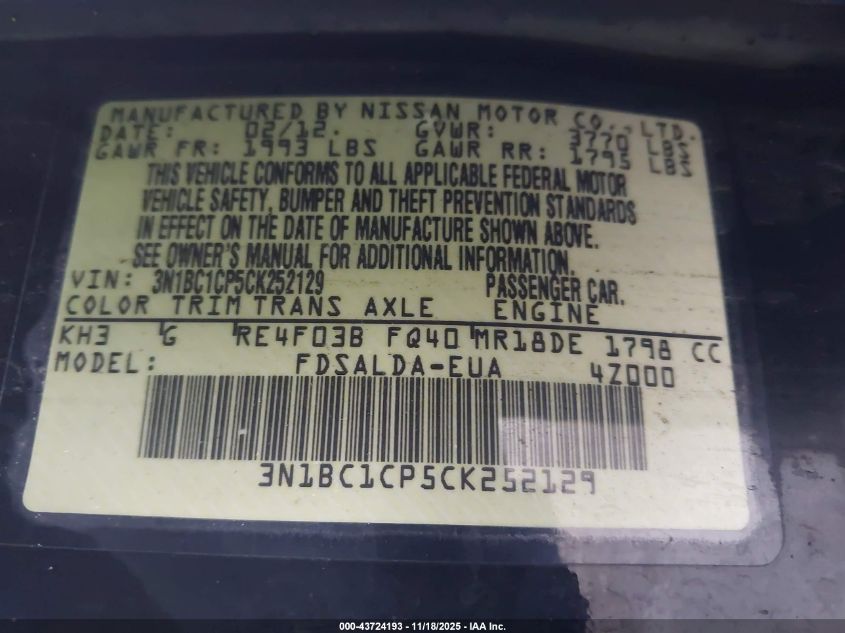 MANUFACTURED BY NISSAN MOTOR CO., LTD.
DATE: 02/12. GVWR: 3770 LBS
GAWR FR: 1993 LBS GAWR RR: 1795 LBS
THIS VEHICLE CONFORMS TO ALL APPLICABLE FEDERAL MOTOR
VEHICLE SAFETY, BUMPER AND THEFT PREVENTION STANDARDS
IN EFFECT ON THE DATE OF MANUFACTURE SHOWN ABOVE.
SEE OWNER'S MANUAL FOR ADDITIONAL INFORMATION.
VIN: 3N1BC1CP5CK252129 PASSENGER CAR.
COLOR TRIM TRANS AXLE ENGINE
KH3 G RE4F03B FQ40 MR18DE 1798 CC
MODEL: FDSALDA-EUA 4Z000
3N1BC1CP5CK252129
000-43724193 - 11/18/2025 - IAA Inc.